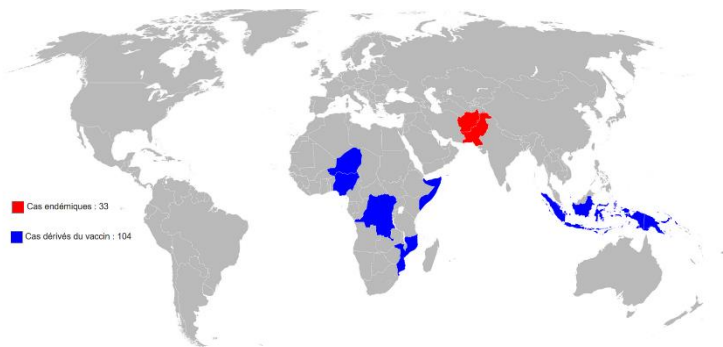 Cas endémiques : 33
Cas dérivés du vaccin : 104